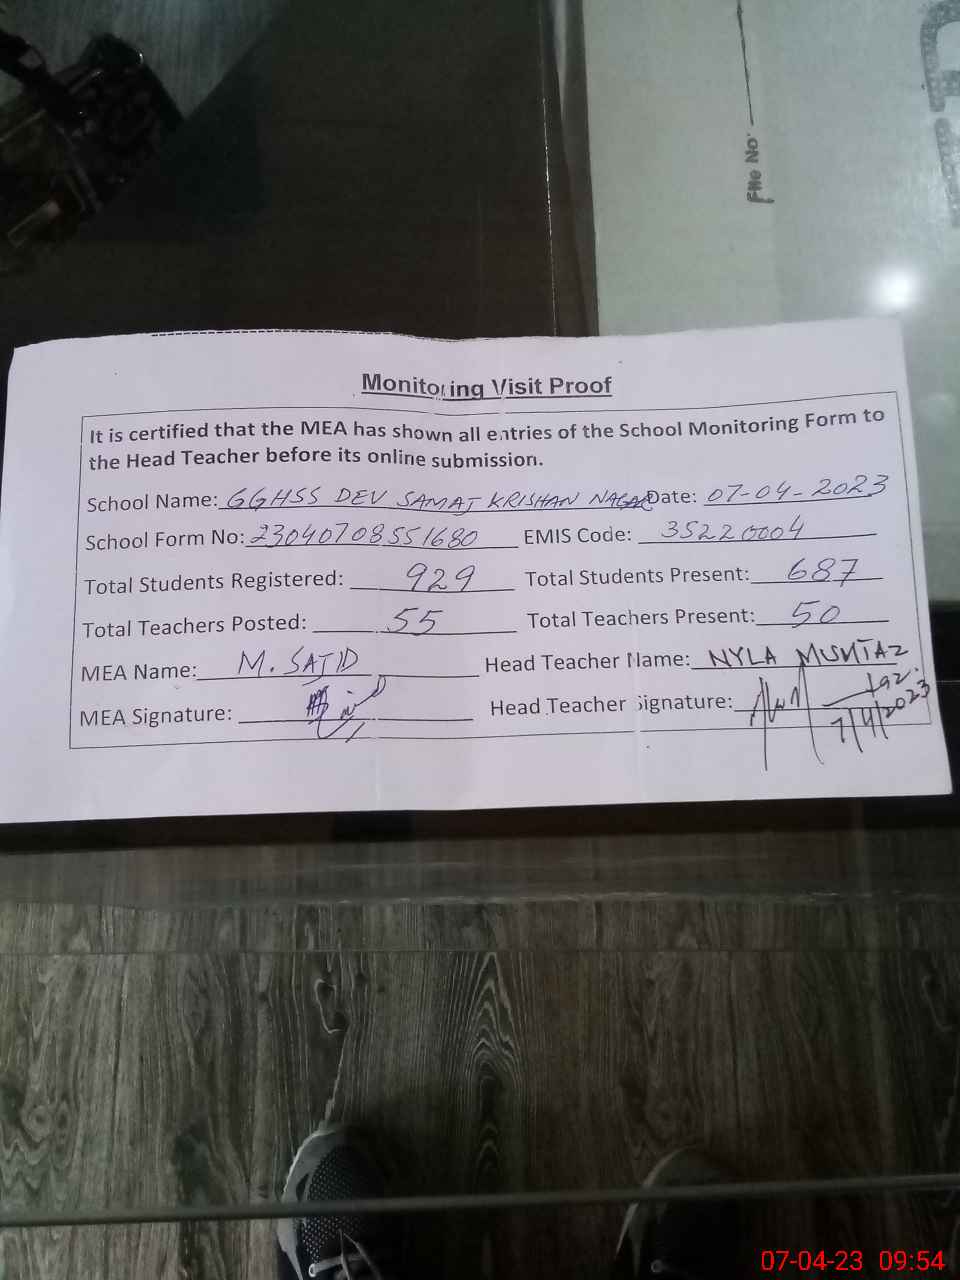 File No:
Monitoring Visit Proof
It is certified that the MEA has shown all entries of the School Monitoring Form to
the Head Teacher before its online submission.
School Name: GGHSS DEV SAMAJ KRISHAN NAGAR Date: 07-04-2023
School Form No: 23040708551680 EMIS Code: 35220004
Total Students Registered: 929 Total Students Present: 687
Total Teachers Posted: 55 Total Teachers Present: 50
MEA Name: M. SAJID Head Teacher Name: NYLA MUMTAZ
MEA Signature: Head Teacher Signature:
7/4/2023
07-04-23 09:54